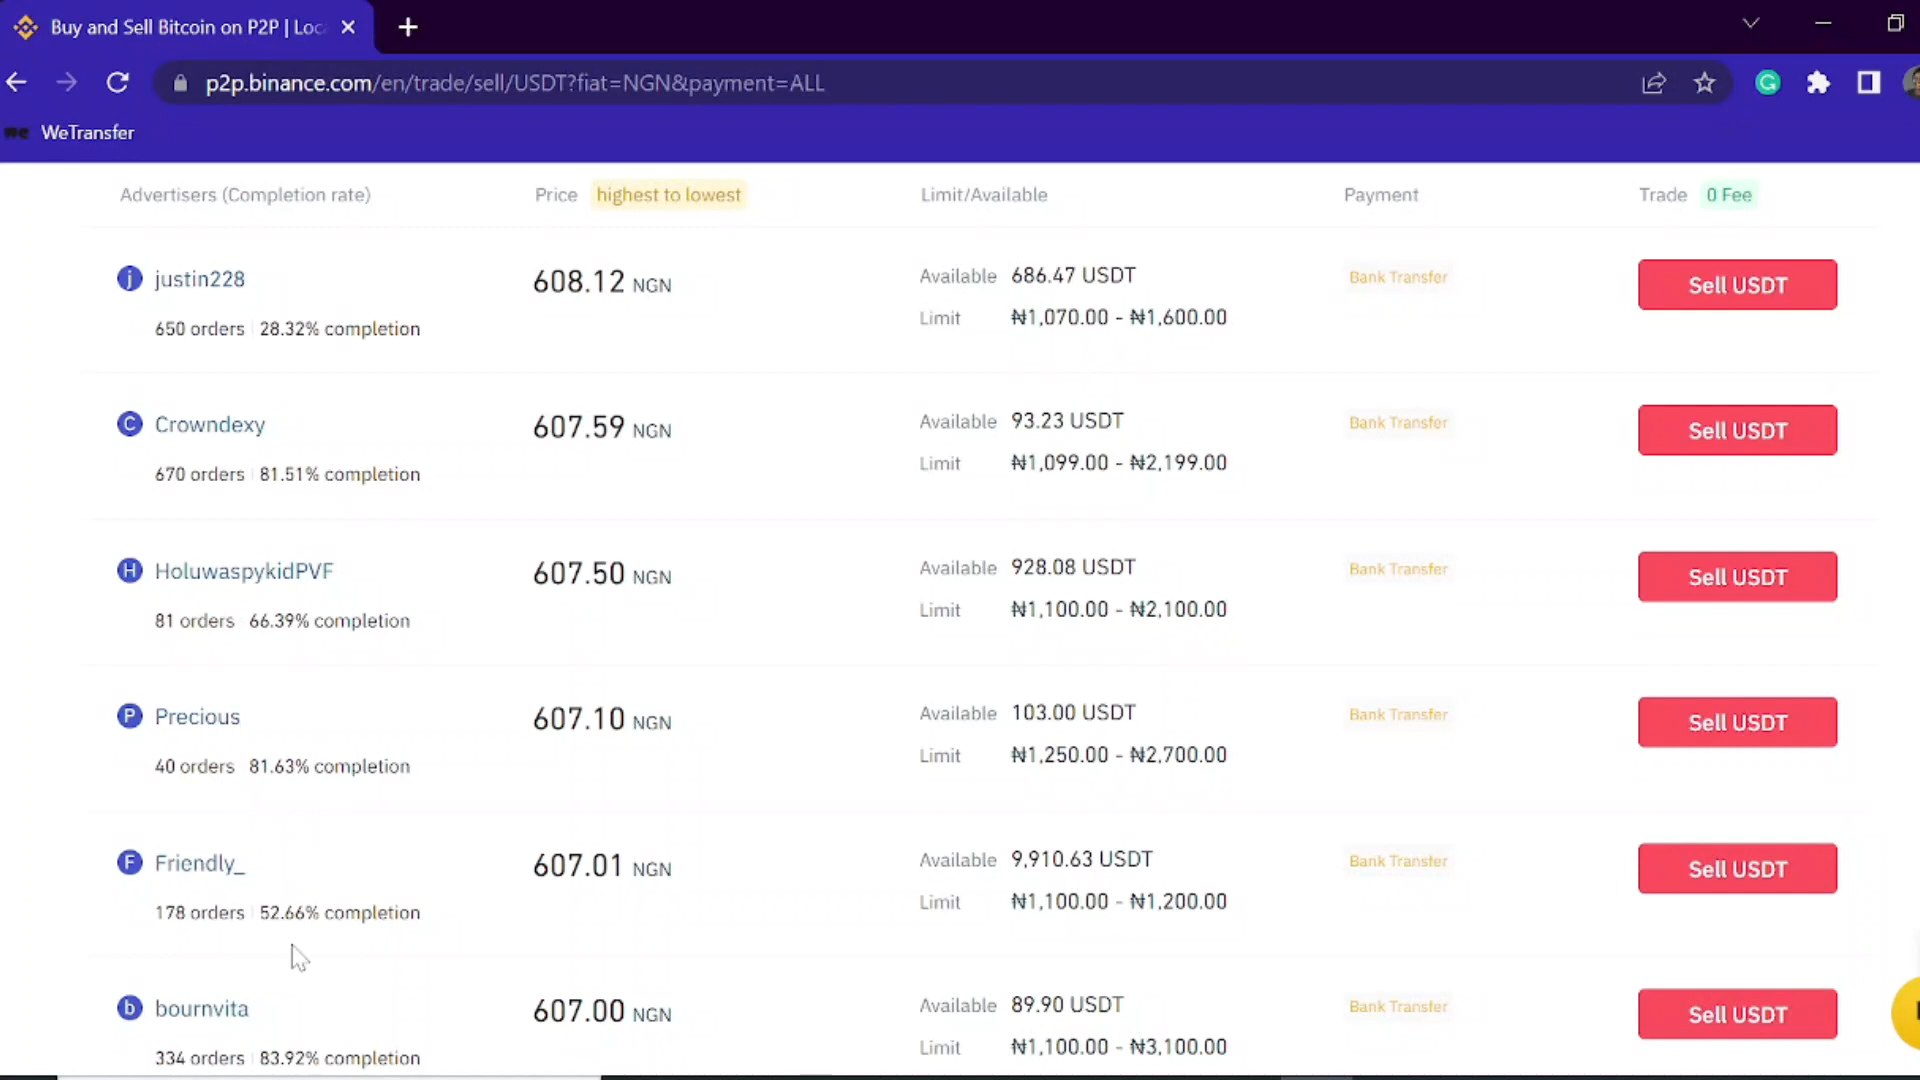 Buy and Sell Bitcoin on P2P | Loc
p2p.binance.com/en/trade/sell/USDT?fiat=NGN&payment=ALL
we WeTransfer
Advertisers (Completion rate) Price highest to lowest Limit/Available Payment Trade 0 Fee
j justin228 608.12 NGN Available 686.47 USDT Bank Transfer Sell USDT
650 orders 28.32% completion Limit ₦1,070.00 - ₦1,600.00
C Crowndexy 607.59 NGN Available 93.23 USDT Bank Transfer Sell USDT
670 orders 81.51% completion Limit ₦1,099.00 - ₦2,199.00
H HoluwaspykidPVF 607.50 NGN Available 928.08 USDT Bank Transfer Sell USDT
81 orders 66.39% completion Limit ₦1,100.00 - ₦2,100.00
P Precious 607.10 NGN Available 103.00 USDT Bank Transfer Sell USDT
40 orders 81.63% completion Limit ₦1,250.00 - ₦2,700.00
F Friendly_ 607.01 NGN Available 9,910.63 USDT Bank Transfer Sell USDT
178 orders 52.66% completion Limit ₦1,100.00 - ₦1,200.00
b bournvita 607.00 NGN Available 89.90 USDT Bank Transfer Sell USDT
334 orders 83.92% completion Limit ₦1,100.00 - ₦3,100.00